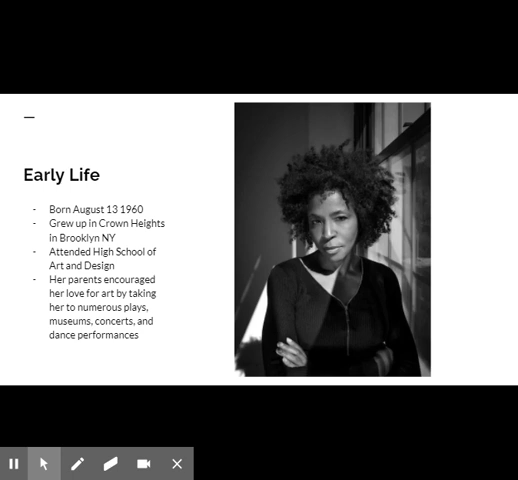 Early Life
- Born August 13 1960
- Grew up in Crown Heights
in Brooklyn NY
- Attended High School of
Art and Design
- Her parents encouraged
her love for art by taking
her to numerous plays,
museums, concerts, and
dance performances